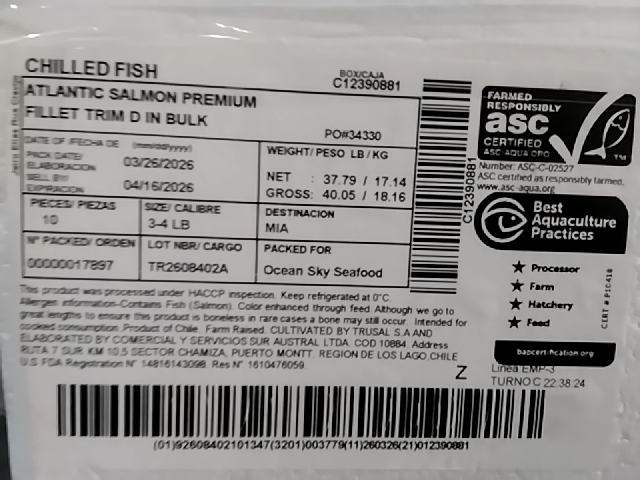 CHILLED FISH
BOX/CAJA
C12390881
ATLANTIC SALMON PREMIUM
FILLET TRIM D IN BULK
PO#34330
DATE OF /FECHA DE (mm/dd/yyyy)
PACK DATE/
ELABORACION 03/26/2026
SELL BY/
EXPIRACION 04/16/2026
WEIGHT/ PESO LB / KG
NET : 37.79 / 17.14
GROSS: 40.05 / 18.16
PIECES/ PIEZAS
10
SIZE/ CALIBRE
3-4 LB
DESTINACION
MIA
N° PACKED/ ORDEN
00000017897
LOT NBR/ CARGO
TR2608402A
PACKED FOR
Ocean Sky Seafood
This product was processed under HACCP inspection. Keep refrigerated at 0°C.
Allergen information-Contains Fish (Salmon). Color enhanced through feed. Although we go to
great lengths to ensure this product is boneless in rare cases a bone may still occur. Intended for
cooked consumption. Product of Chile. Farm Raised. CULTIVATED BY TRUSAL S.A AND
ELABORATED BY COMERCIAL Y SERVICIOS SUR AUSTRAL LTDA. COD 10884. Address
RUTA 7 SUR KM 10,5 SECTOR CHAMIZA, PUERTO MONTT. REGION DE LOS LAGO,CHILE
U.S FDA Registration N° 14816143098. Res N° 1610476059.
Z
(01)92608402101347(3201)003779(11)260326(21)012390881
C12390881
FARMED
RESPONSIBLY
asc
CERTIFIED
ASC-AQUA.ORG
TM
Number: ASC-C-02527
ASC certified as responsibly farmed.
www.asc-aqua.org
Best
Aquaculture
Practices
Processor
Farm
Hatchery
Feed
CERT # P1C418
bapcertification.org
Linea EMP-3
TURNO C 22:38:24